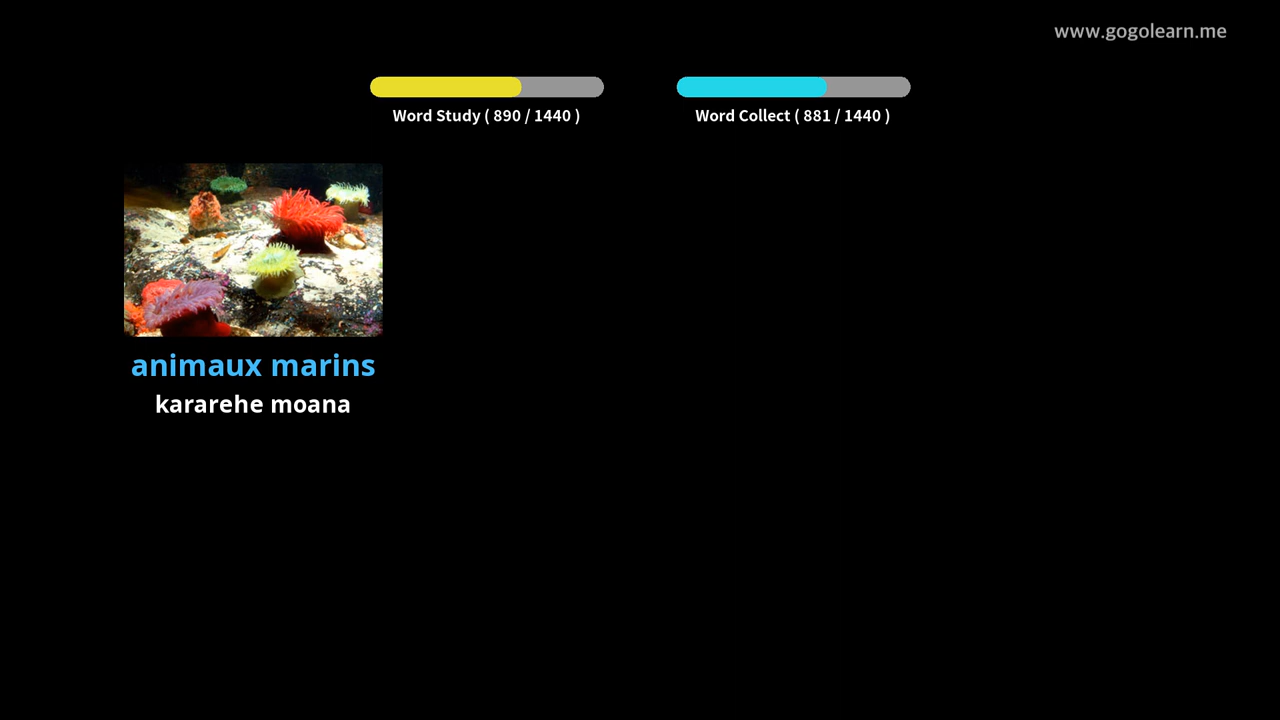 www.gogolearn.me
Word Study ( 890 / 1440 )
Word Collect ( 881 / 1440 )
animaux marins
kararehe moana